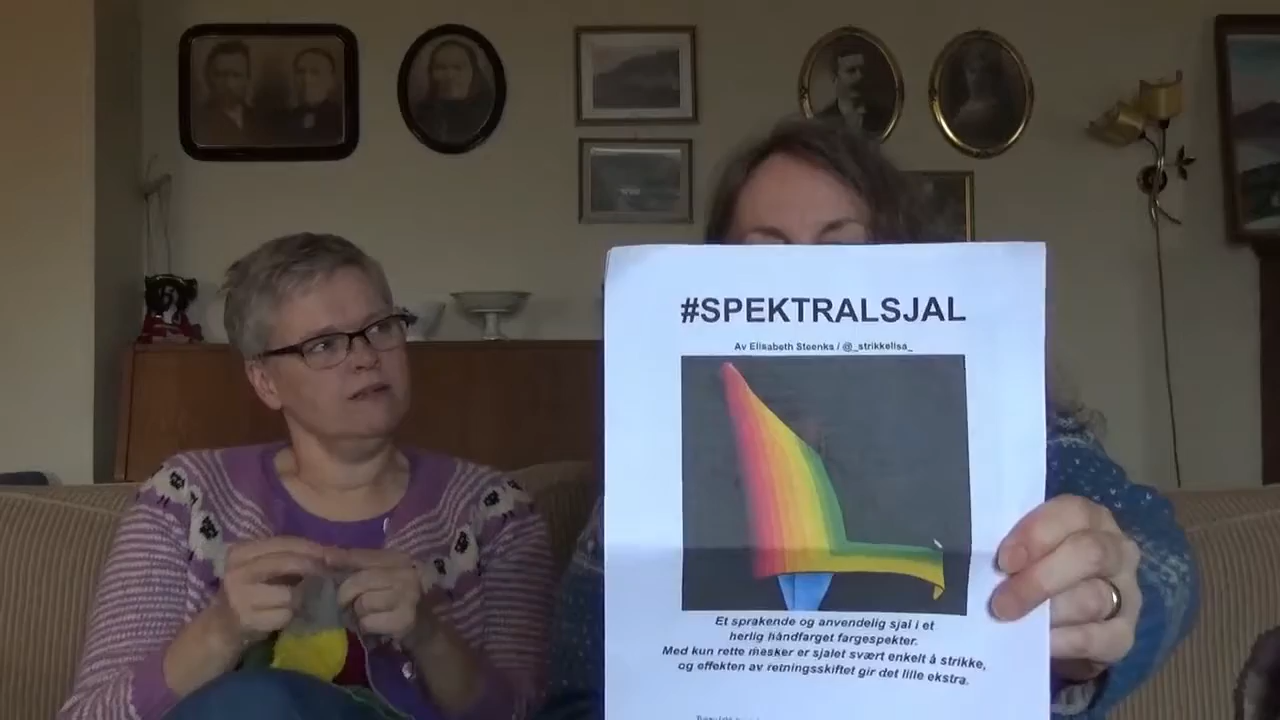 #SPEKTRALSJAL
Av Elisabeth Steenks / @_strikkelisa_
Et sprakende og anvendelig sjal i et
herlig håndfarget fargespekter.
Med kun rette masker er sjalet svært enkelt å strikke,
og effekten av retningsskiftet gir det lille ekstra.